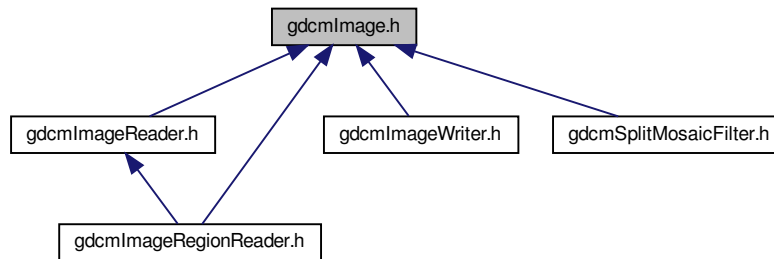 gdcmImage.h
gdcmImageReader.h
gdcmImageWriter.h
gdcmSplitMosaicFilter.h
gdcmImageRegionReader.h